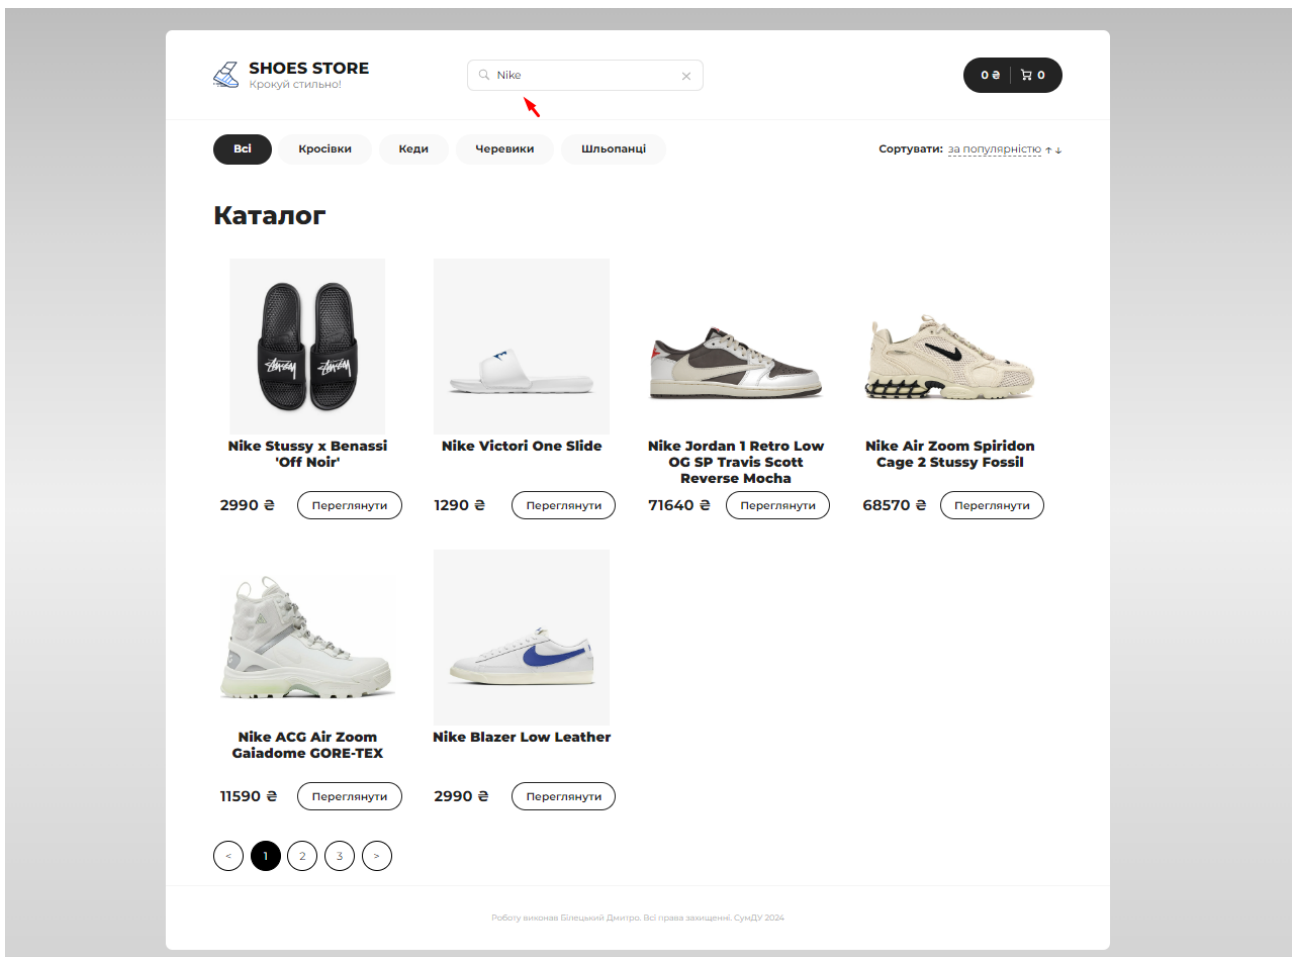 SHOES STORE
Крокуй стильно!
Nike
0 ₴
0
Всі
Кросівки
Кеди
Черевики
Шльопанці
Сортувати: за популярністю ↑ ↓
Каталог
Nike Stussy x Benassi
'Off Noir'
2990 ₴
Переглянути
Nike Victori One Slide
1290 ₴
Переглянути
Nike Jordan 1 Retro Low
OG SP Travis Scott
Reverse Mocha
71640 ₴
Переглянути
Nike Air Zoom Spiridon
Cage 2 Stussy Fossil
68570 ₴
Переглянути
Nike ACG Air Zoom
Gaiadome GORE-TEX
11590 ₴
Переглянути
Nike Blazer Low Leather
2990 ₴
Переглянути
< 1 2 3 >
Роботу виконав Білецький Дмитро. Всі права захищенні. СумДУ 2024